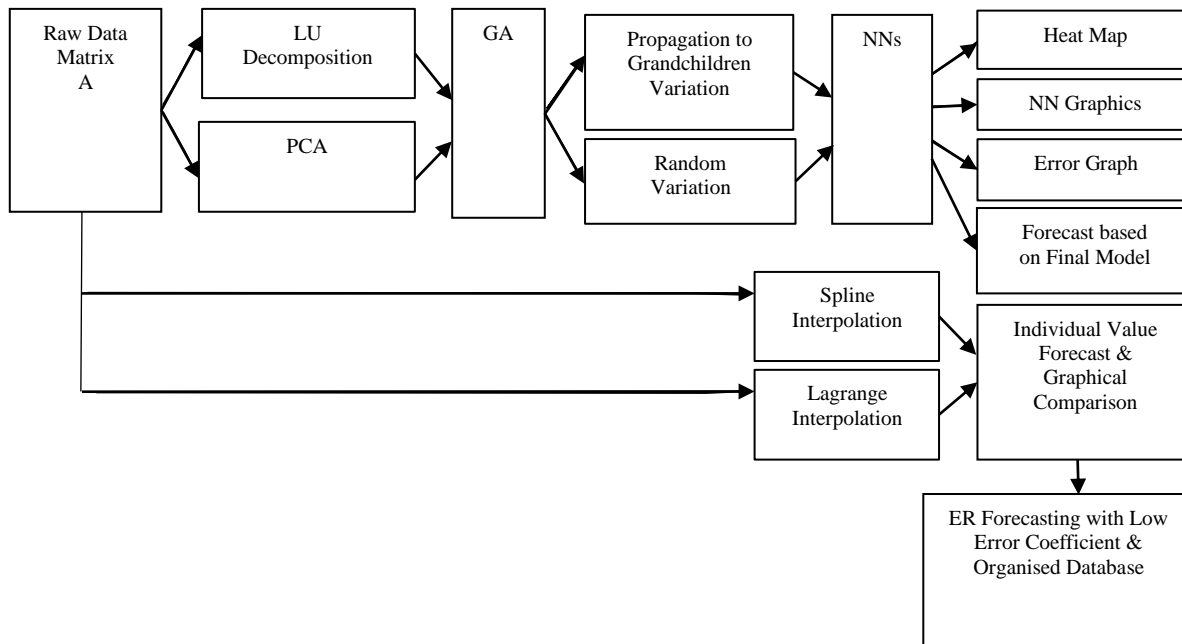 Raw Data
Matrix
A
LU
Decomposition
PCA
GA
Propagation to
Grandchildren
Variation
Random
Variation
NNs
Heat Map
NN Graphics
Error Graph
Forecast based
on Final Model
Spline
Interpolation
Lagrange
Interpolation
Individual Value
Forecast &
Graphical
Comparison
ER Forecasting with Low
Error Coefficient &
Organised Database